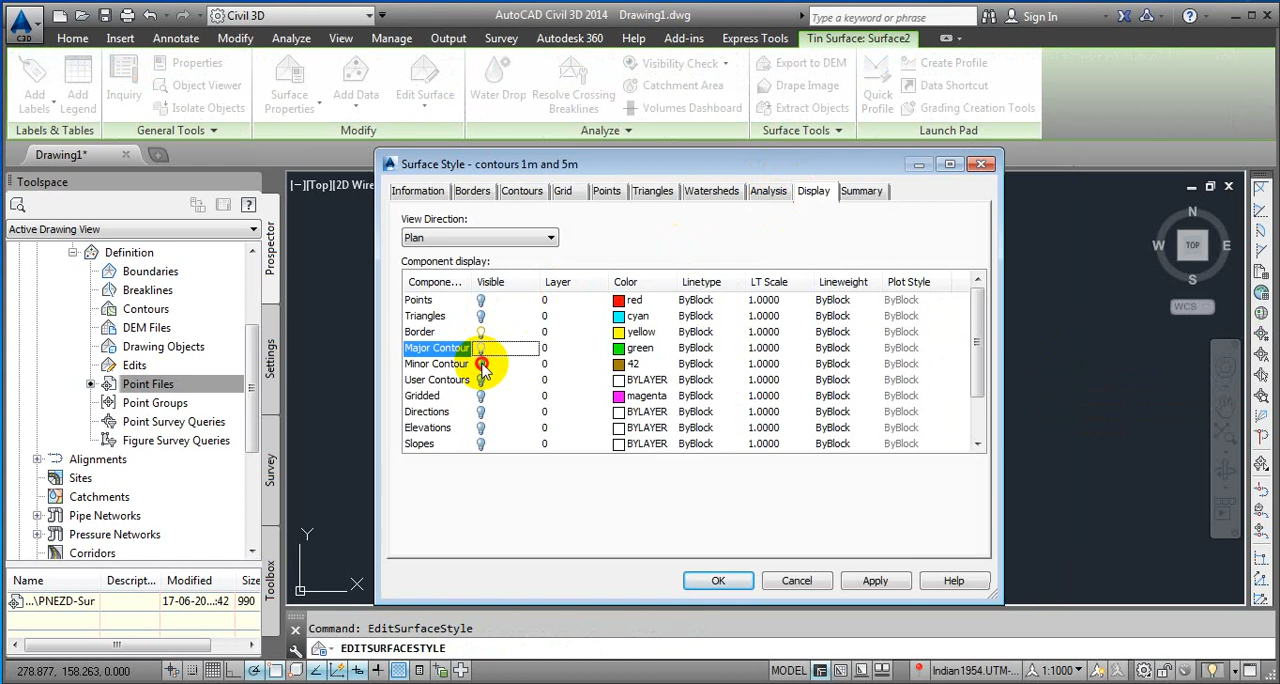 Civil 3D
AutoCAD Civil 3D 2014 Drawing1.dwg
Type a keyword or phrase
Sign In
C3D
Home Insert Annotate Modify Analyze View Manage Output Survey Autodesk 360 Help Add-ins Express Tools Tin Surface: Surface2
Add Labels
Add Legend
Inquiry
Properties
Object Viewer
Isolate Objects
Surface Properties
Add Data
Edit Surface
Water Drop
Resolve Crossing Breaklines
Visibility Check
Catchment Area
Volumes Dashboard
Export to DEM
Drape Image
Extract Objects
Quick Profile
Create Profile
Data Shortcut
Grading Creation Tools
Labels & Tables
General Tools
Modify
Analyze
Surface Tools
Launch Pad
Drawing1*
Toolspace
Active Drawing View
Definition
Boundaries
Breaklines
Contours
DEM Files
Drawing Objects
Edits
Point Files
Point Groups
Point Survey Queries
Figure Survey Queries
Alignments
Sites
Catchments
Pipe Networks
Pressure Networks
Corridors
Prospector
Settings
Survey
Toolbox
Name Descript... Modified Size
...\PNEZD-Sur 17-06-20...:42 990
[−][Top][2D Wire
Surface Style - contours 1m and 5m
Information Borders Contours Grid Points Triangles Watersheds Analysis Display Summary
View Direction:
Plan
Component display:
Compone... Visible Layer Color Linetype LT Scale Lineweight Plot Style
Points 0 red ByBlock 1.0000 ByBlock ByBlock
Triangles 0 cyan ByBlock 1.0000 ByBlock ByBlock
Border 0 yellow ByBlock 1.0000 ByBlock ByBlock
Major Contour 0 green ByBlock 1.0000 ByBlock ByBlock
Minor Contour 0 42 ByBlock 1.0000 ByBlock ByBlock
User Contours 0 BYLAYER ByBlock 1.0000 ByBlock ByBlock
Gridded 0 magenta ByBlock 1.0000 ByBlock ByBlock
Directions 0 BYLAYER ByBlock 1.0000 ByBlock ByBlock
Elevations 0 BYLAYER ByBlock 1.0000 ByBlock ByBlock
Slopes 0 BYLAYER ByBlock 1.0000 ByBlock ByBlock
OK Cancel Apply Help
N
W TOP E
S
WCS
Y
X
Command: EditSurfaceStyle
EDITSURFACESTYLE
278.877, 158.263, 0.000
MODEL
Indian1954.UTM-...
1:1000